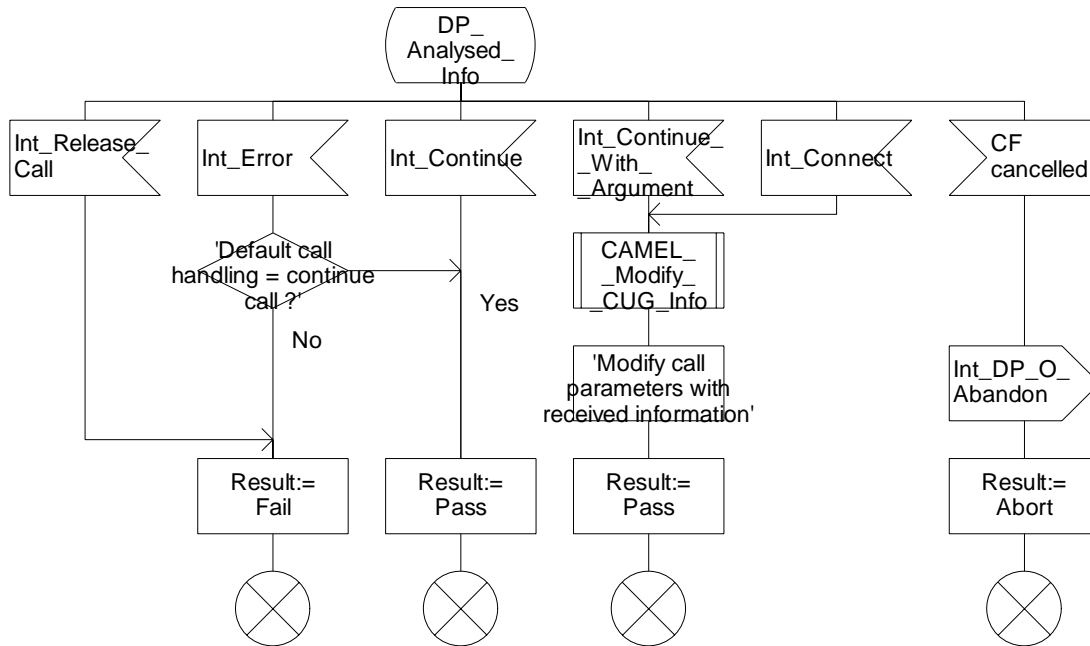 DP_
Analysed_
Info
Int_Release_
Call
Int_Error
Int_Continue
Int_Continue_
_With_
_Argument
Int_Connect
CF
cancelled
'Default call
handling = continue
call ?'
Yes
No
CAMEL_
_Modify_
_CUG_Info
'Modify call
parameters with
received information'
Int_DP_O_
Abandon
Result:=
Fail
Result:=
Pass
Result:=
Pass
Result:=
Abort